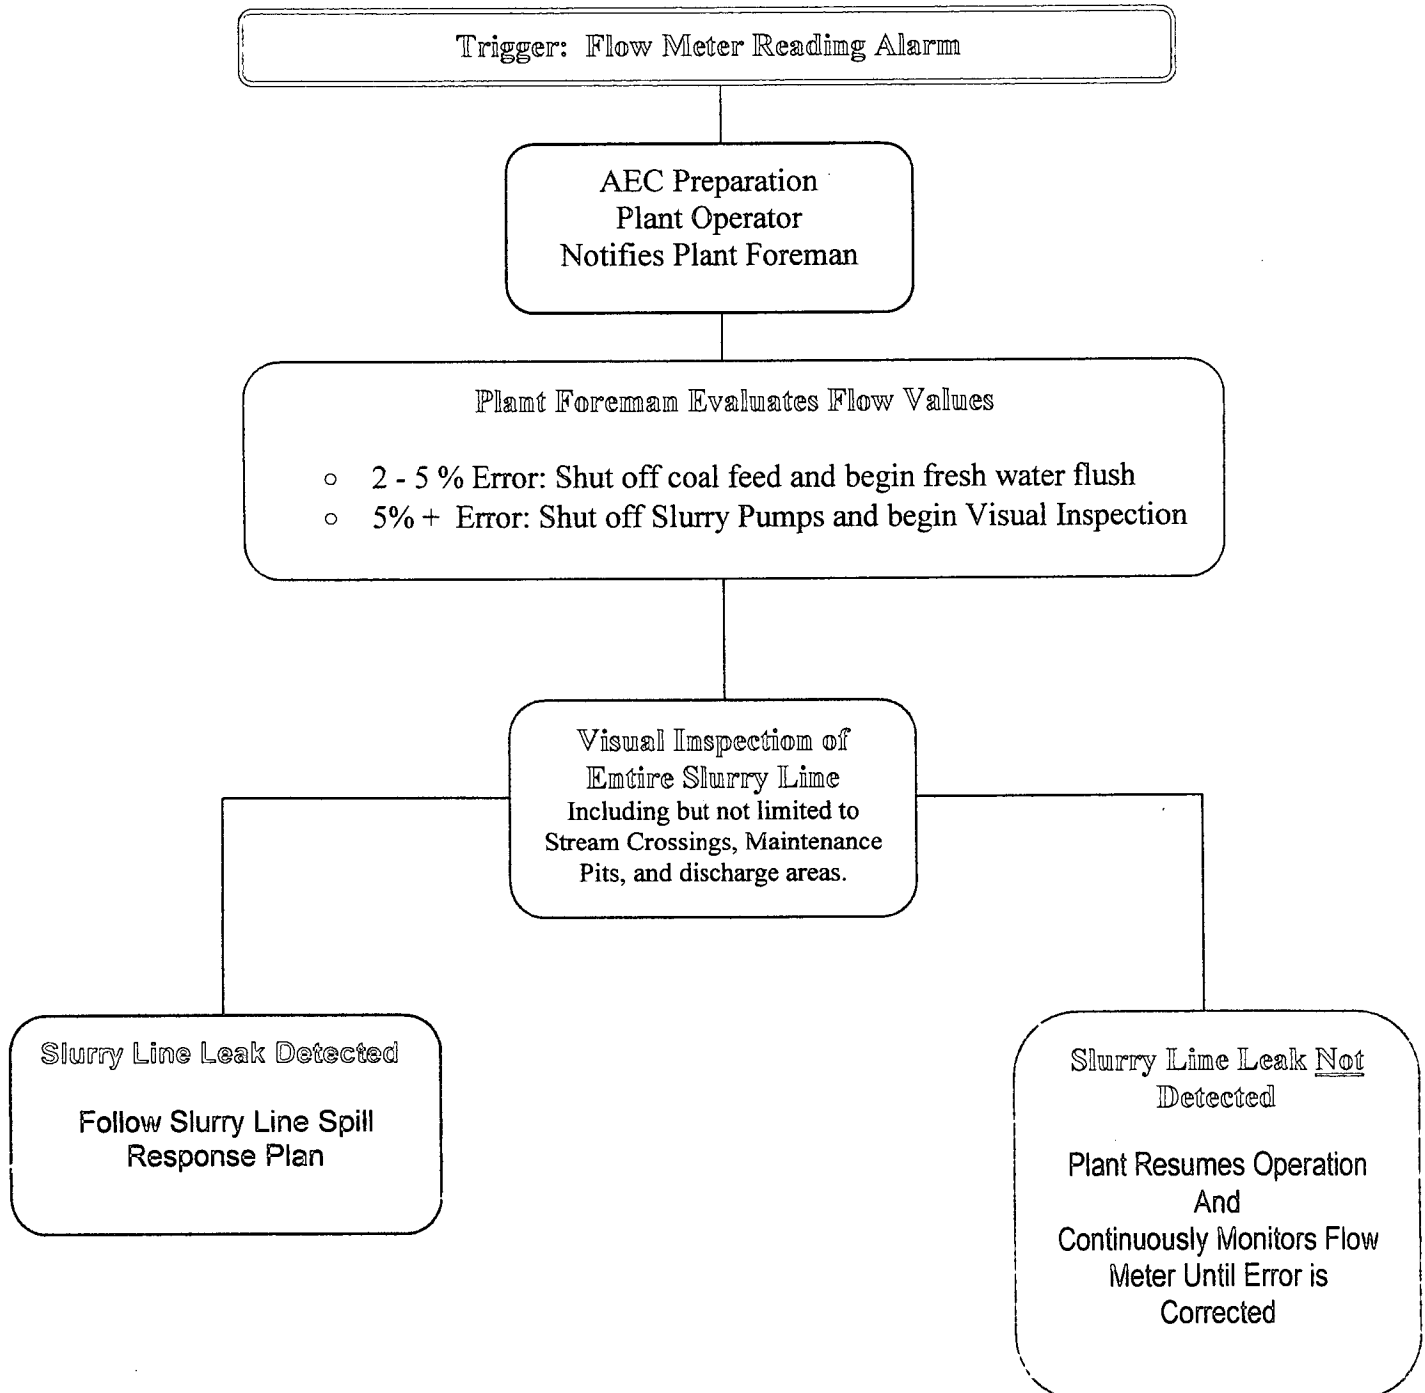 Trigger: Flow Meter Reading Alarm
AEC Preparation
Plant Operator
Notifies Plant Foreman
Plant Foreman Evaluates Flow Values
○ 2 - 5 % Error: Shut off coal feed and begin fresh water flush
○ 5% + Error: Shut off Slurry Pumps and begin Visual Inspection
Visual Inspection of
Entire Slurry Line
Including but not limited to
Stream Crossings, Maintenance
Pits, and discharge areas.
Slurry Line Leak Detected
Follow Slurry Line Spill
Response Plan
Slurry Line Leak Not
Detected
Plant Resumes Operation
And
Continuously Monitors Flow
Meter Until Error is
Corrected